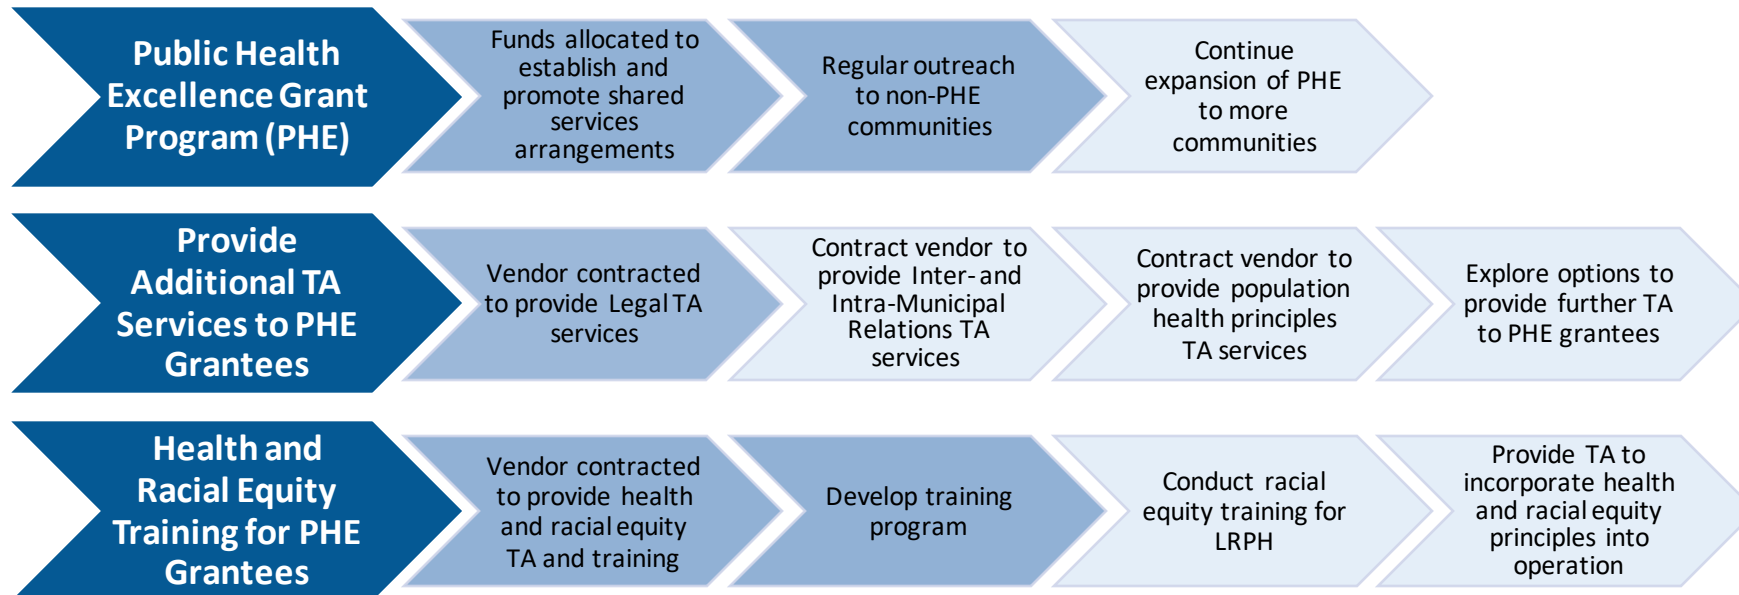 Public Health
Excellence Grant
Program (PHE)
Funds allocated to
establish and
promote shared
services
arrangements
Regular outreach
to non-PHE
communities
Continue
expansion of PHE
to more
communities
Provide
Additional TA
Services to PHE
Grantees
Vendor contracted
to provide Legal TA
services
Contract vendor to
provide Inter- and
Intra-Municipal
Relations TA
services
Contract vendor to
provide population
health principles
TA services
Explore options to
provide further TA
to PHE grantees
Health and
Racial Equity
Training for PHE
Grantees
Vendor contracted
to provide health
and racial equity
TA and training
Develop training
program
Conduct racial
equity training for
LRPH
Provide TA to
incorporate health
and racial equity
principles into
operation